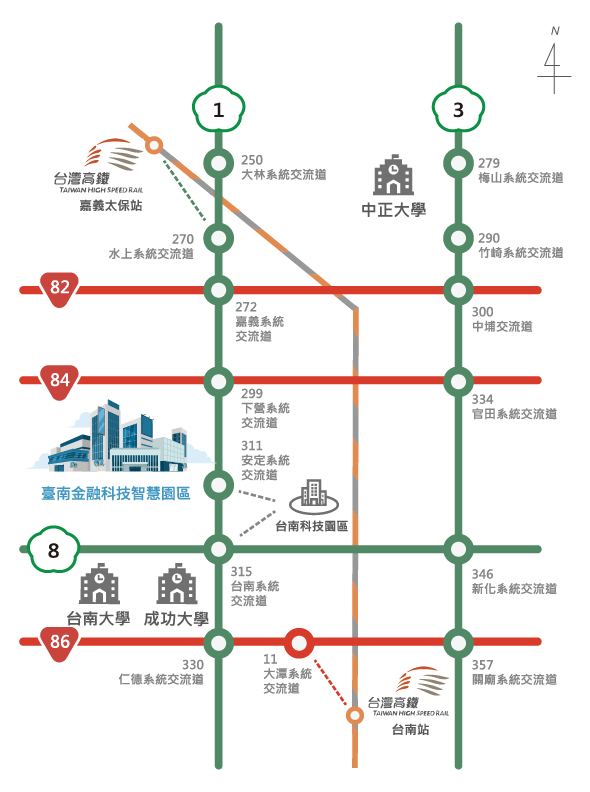 N
1
3
250
大林系統交流道
279
梅山系統交流道
台灣高鐵
TAIWAN HIGH SPEED RAIL
嘉義太保站
中正大學
270
水上系統交流道
290
竹崎系統交流道
82
272
嘉義系統
交流道
300
中埔交流道
84
299
下營系統
交流道
334
官田系統交流道
311
安定系統
交流道
臺南金融科技智慧園區
台南科技園區
8
315
台南系統
交流道
346
新化系統交流道
台南大學
成功大學
86
330
仁德系統交流道
11
大潭系統
交流道
357
關廟系統交流道
台灣高鐵
TAIWAN HIGH SPEED RAIL
台南站